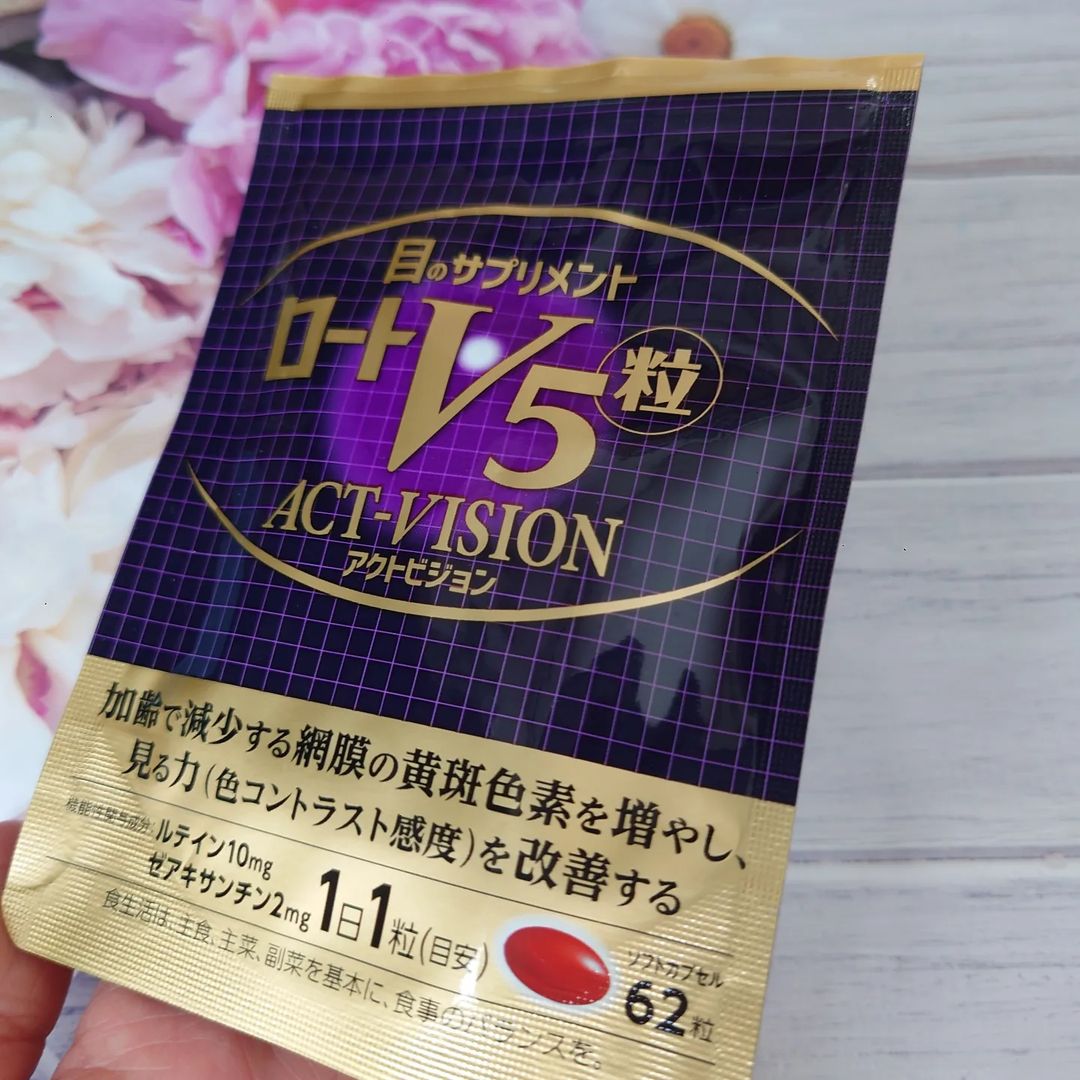 目のサプリメント
ロートV5粒
ACT-VISION
アクトビジョン
加齢で減少する網膜の黄斑色素を増やし、
見る力(色コントラスト感度)を改善する
機能性関与成分:ルテイン10mg
ゼアキサンチン2mg
1日1粒(目安)
ソフトカプセル
62粒
食生活は、主食、主菜、副菜を基本に、食事のバランスを。